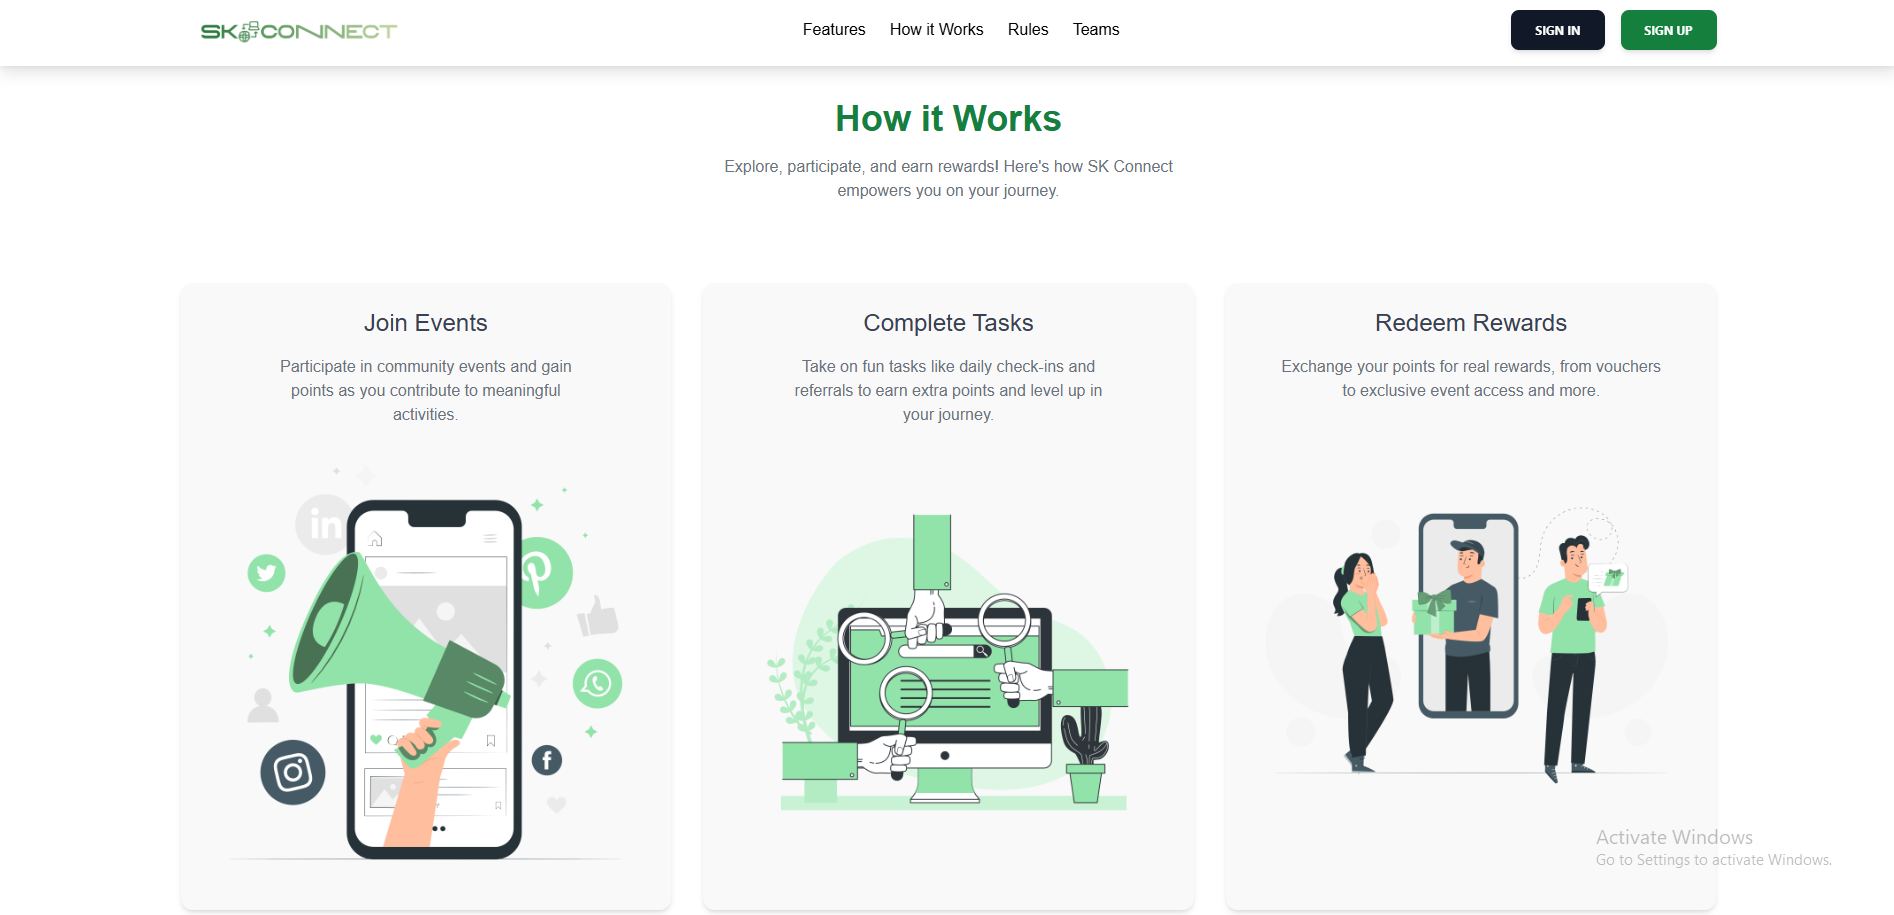 SK CONNECT
Features How it Works Rules Teams
SIGN IN SIGN UP
How it Works
Explore, participate, and earn rewards! Here's how SK Connect
empowers you on your journey.
Join Events
Participate in community events and gain
points as you contribute to meaningful
activities.
in
Complete Tasks
Take on fun tasks like daily check-ins and
referrals to earn extra points and level up in
your journey.
Redeem Rewards
Exchange your points for real rewards, from vouchers
to exclusive event access and more.
Activate Windows
Go to Settings to activate Windows.